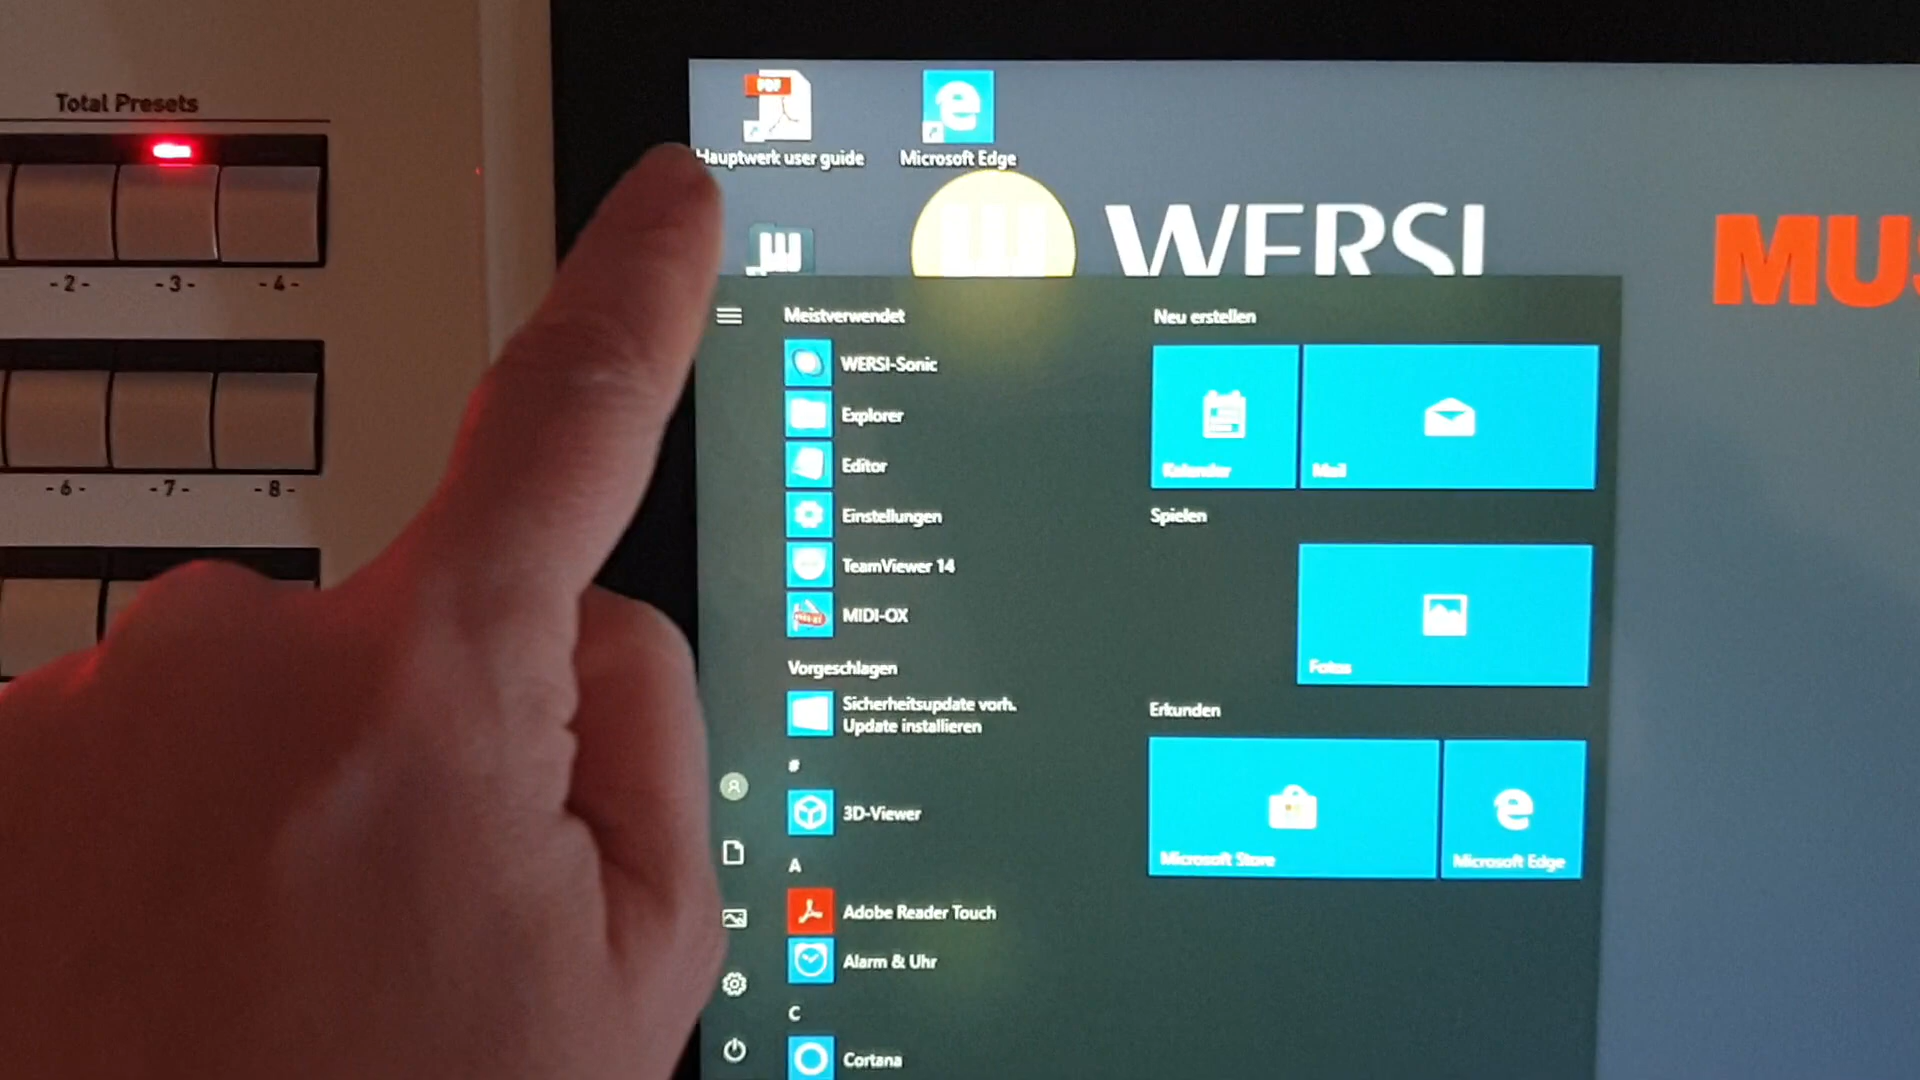 Total Presets
-2-
-3-
-4-
-6-
-7-
-8-
PDF
Hauptwerk user guide
Microsoft Edge
WERSI
Meistverwendet
WERSI-Sonic
Explorer
Editor
Einstellungen
TeamViewer 14
MIDI-OX
Vorgeschlagen
Sicherheitsupdate vorh.
Update installieren
#
3D-Viewer
A
Adobe Reader Touch
Alarm & Uhr
C
Cortana
Neu erstellen
Kalender
Mail
Spielen
Fotos
Erkunden
Microsoft Store
Microsoft Edge